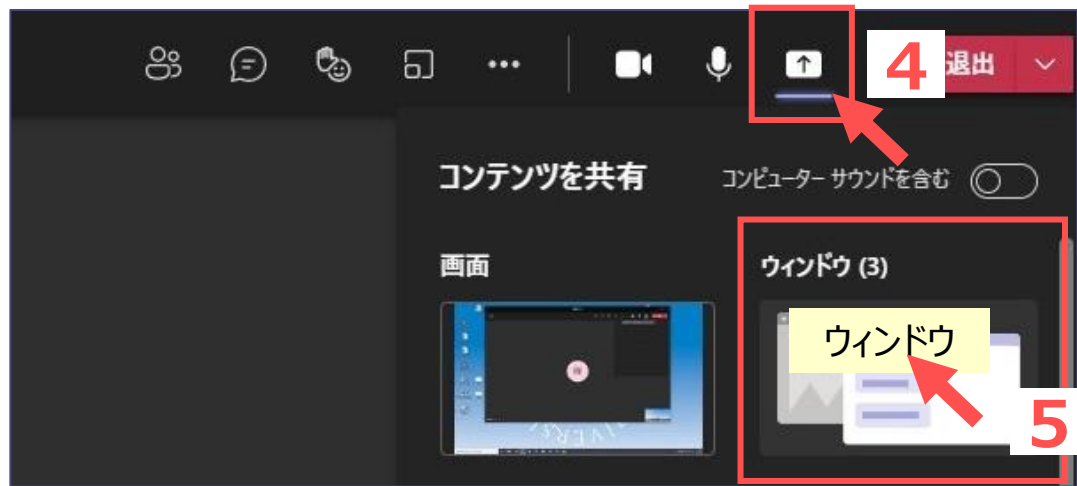 4
退出
コンテンツを共有
コンピューター サウンドを含む
画面
ウィンドウ (3)
ウィンドウ
5